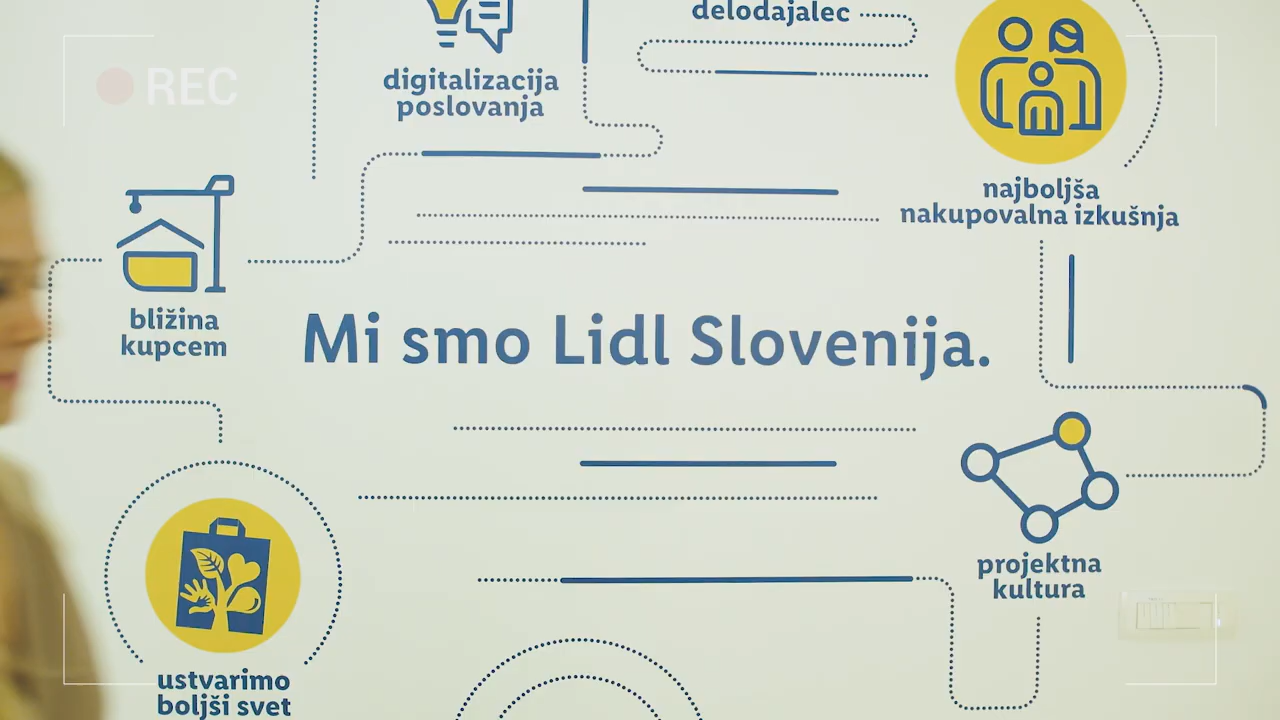 delodajalec
REC
digitalizacija
poslovanja
najboljša
nakupovalna izkušnja
bližina
kupcem
Mi smo Lidl Slovenija.
projektna
kultura
ustvarimo
boljši svet